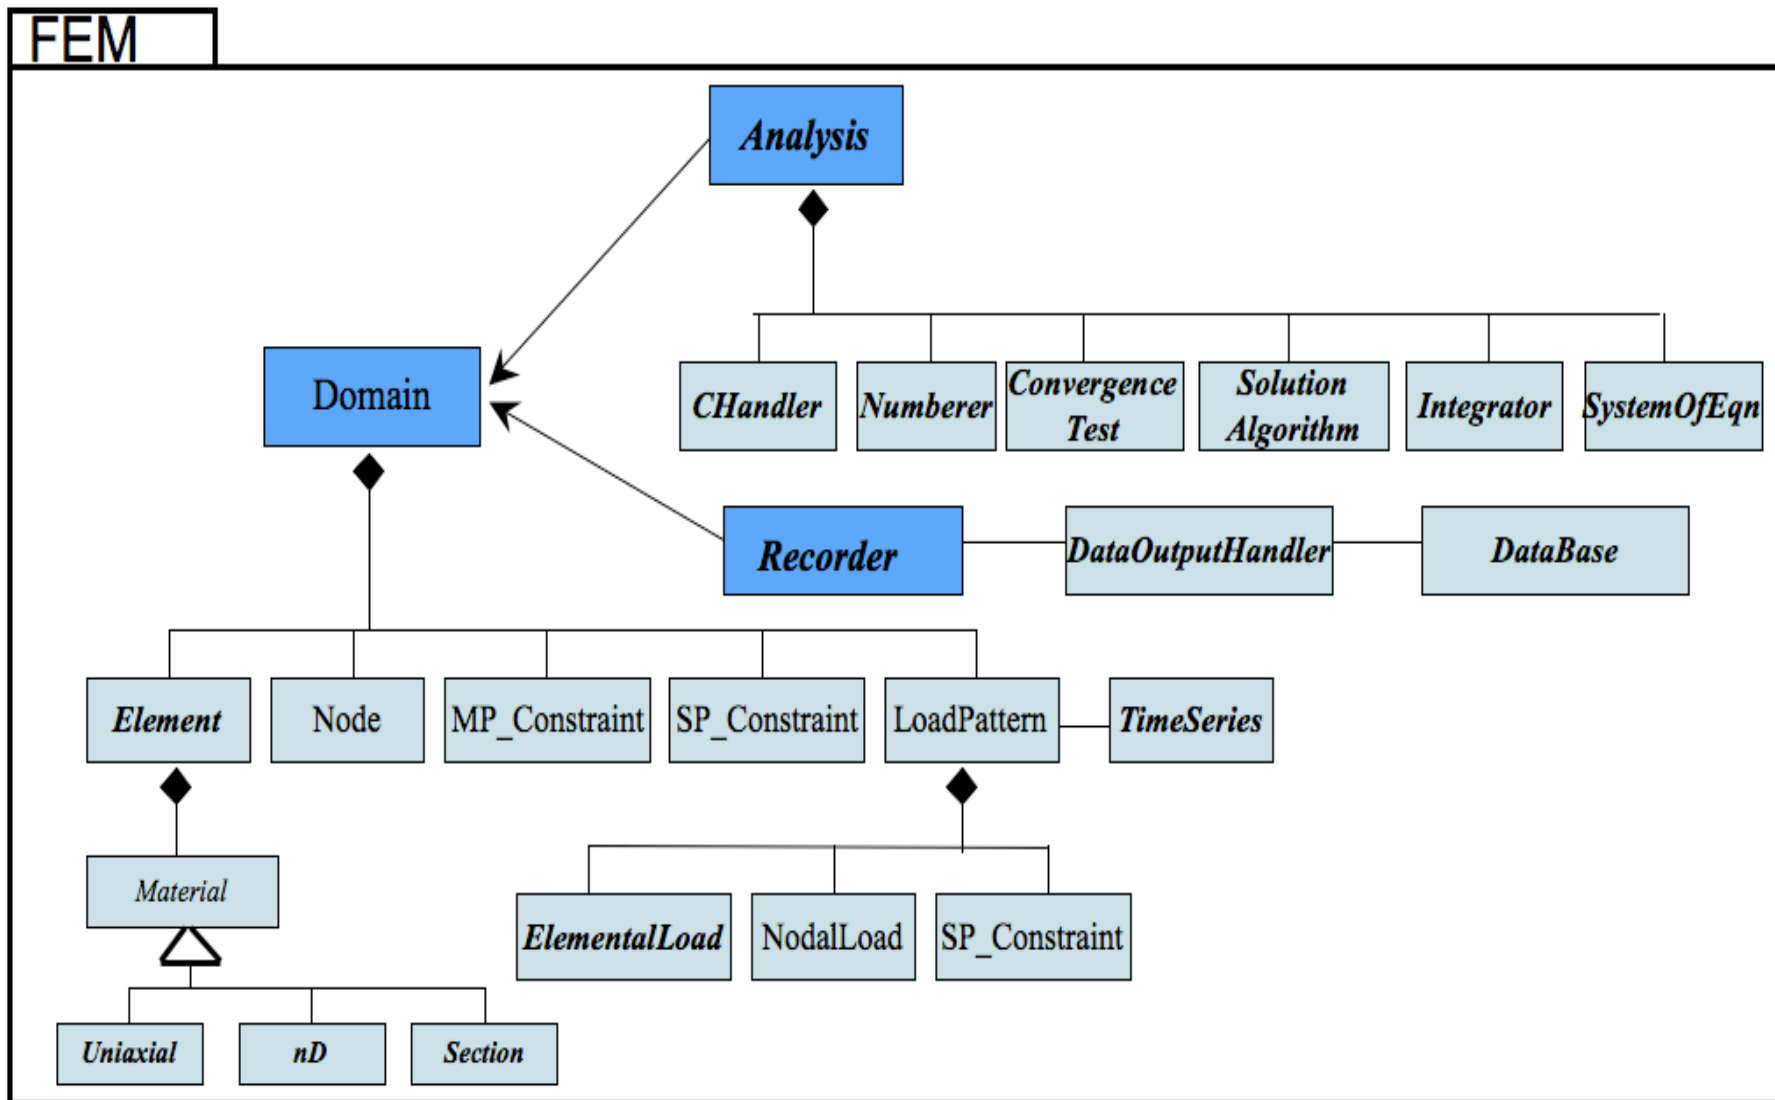 FEM
Analysis
Domain
CHandler
Numberer
Convergence
Test
Solution
Algorithm
Integrator
SystemOfEqn
Recorder
DataOutputHandler
DataBase
Element
Node
MP_Constraint
SP_Constraint
LoadPattern
TimeSeries
Material
ElementalLoad
NodalLoad
SP_Constraint
Uniaxial
nD
Section